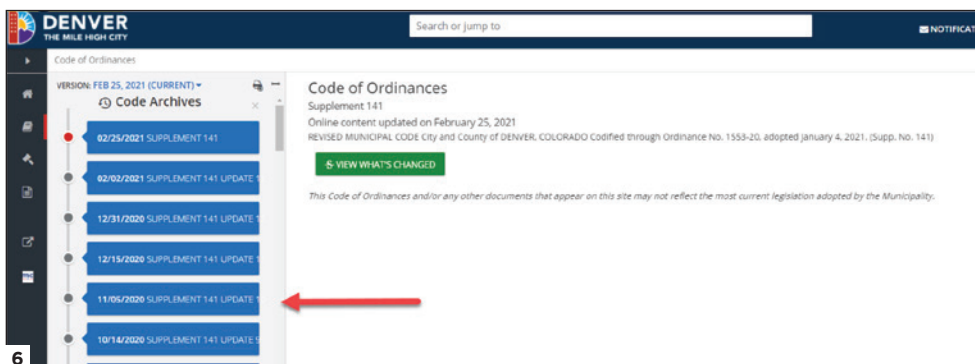 DENVER
THE MILE HIGH CITY
Search or jump to
NOTIFICAT
Code of Ordinances
VERSION: FEB 25, 2021 (CURRENT)
Code Archives
02/25/2021 SUPPLEMENT 141
02/02/2021 SUPPLEMENT 141 UPDATE 1
12/31/2020 SUPPLEMENT 141 UPDATE 1
12/15/2020 SUPPLEMENT 141 UPDATE 1
11/05/2020 SUPPLEMENT 141 UPDATE 1
10/14/2020 SUPPLEMENT 141 UPDATE 5
Code of Ordinances
Supplement 141
Online content updated on February 25, 2021
REVISED MUNICIPAL CODE City and County of DENVER, COLORADO Codified through Ordinance No. 1553-20, adopted January 4, 2021. (Supp. No. 141)
VIEW WHAT'S CHANGED
This Code of Ordinances and/or any other documents that appear on this site may not reflect the most current legislation adopted by the Municipality.
6